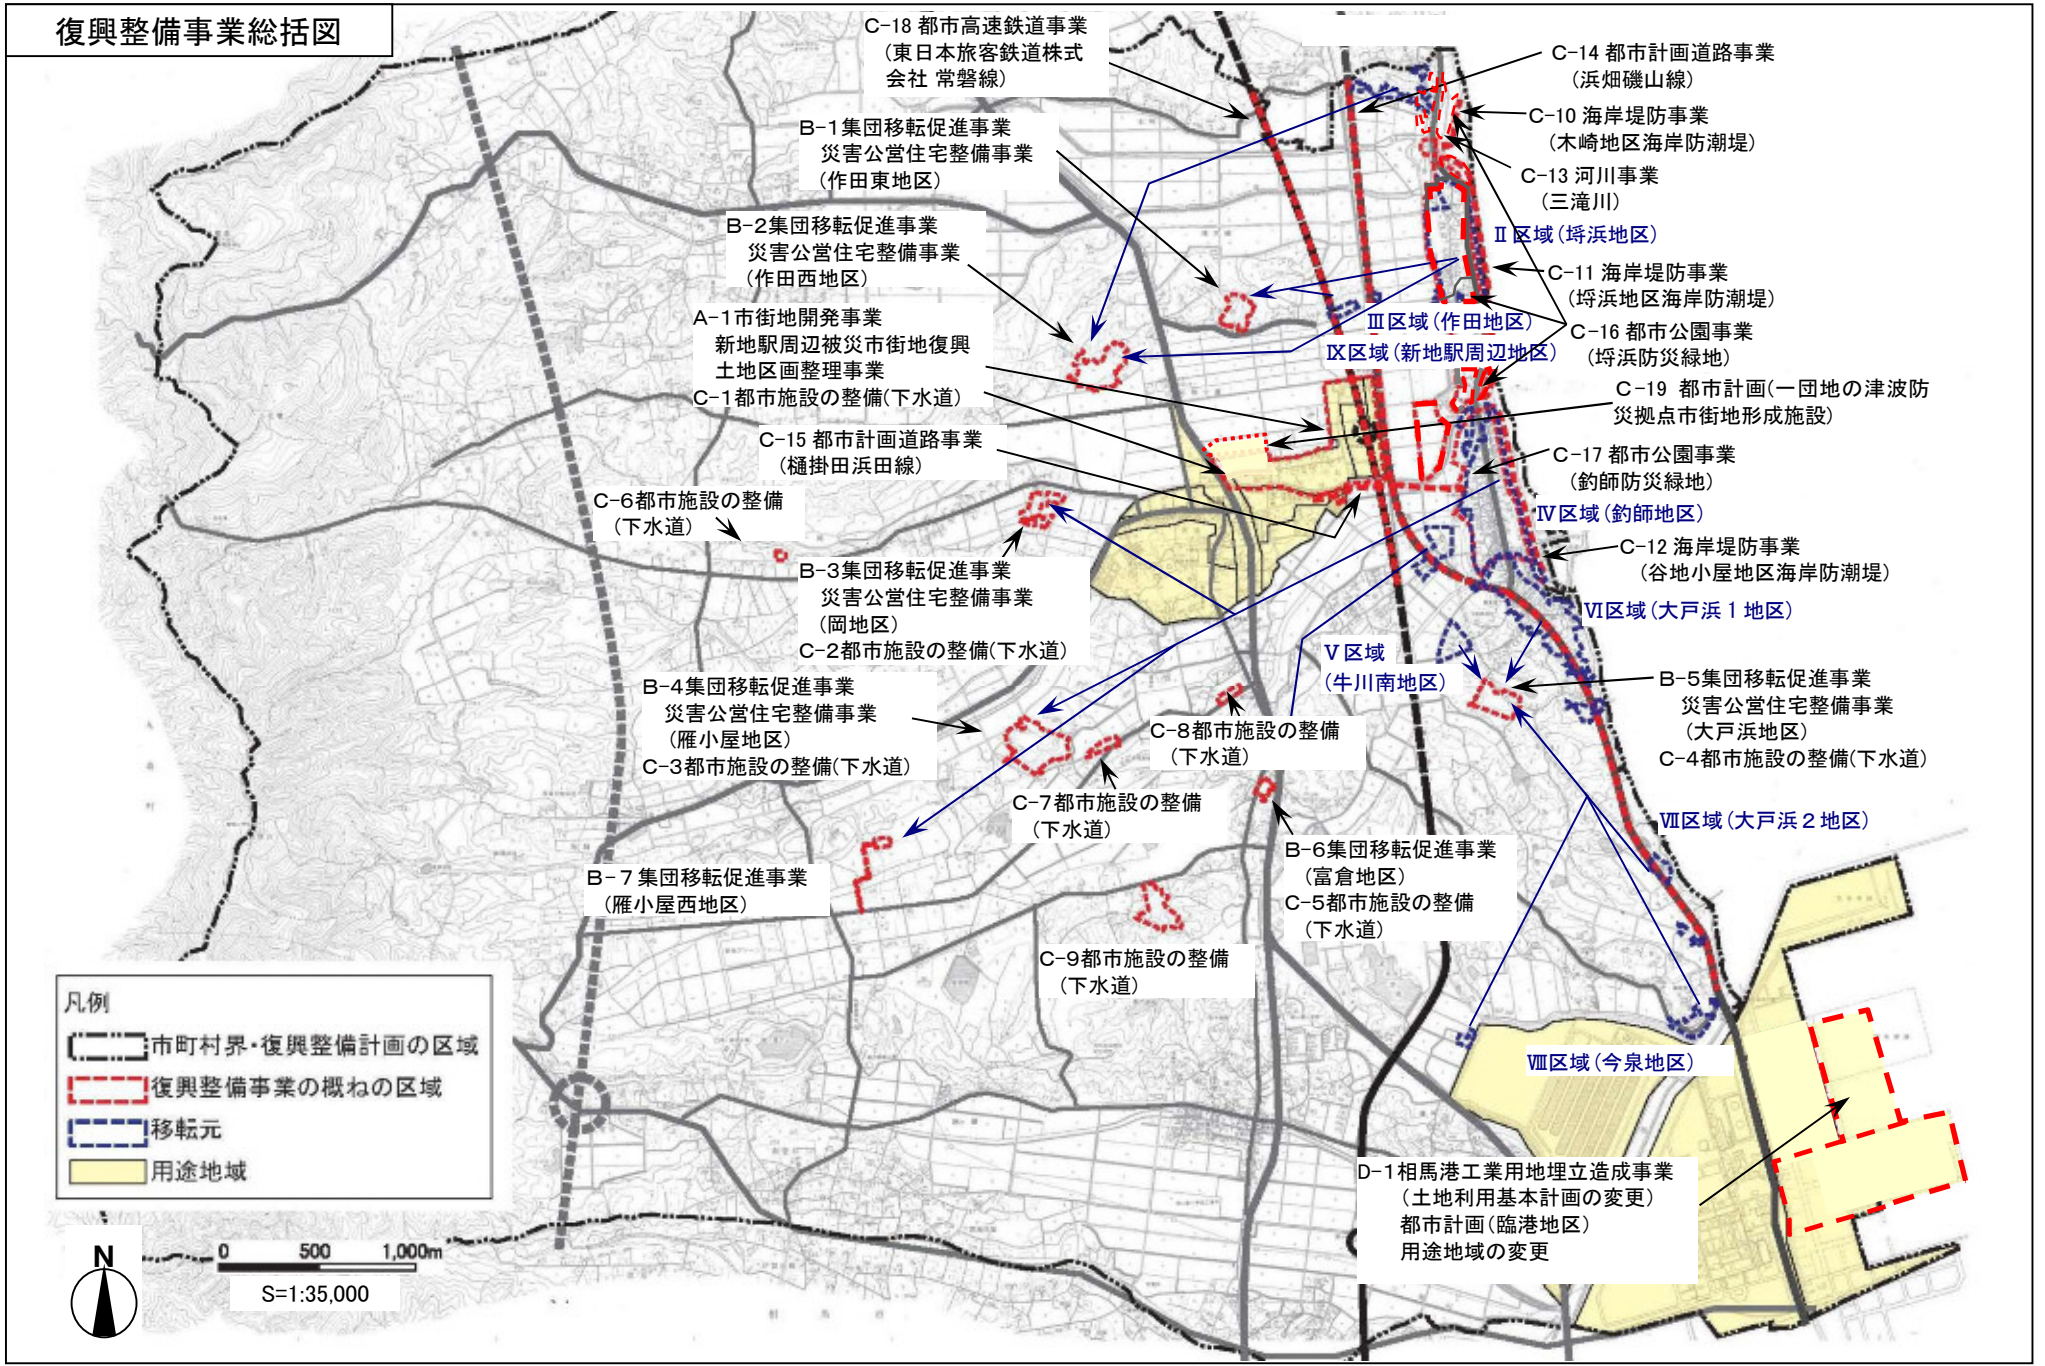 復興整備事業総括図
C-18 都市高速鉄道事業
(東日本旅客鉄道株式
会社 常磐線)
C-14 都市計画道路事業
(浜畑磯山線)
C-10 海岸堤防事業
(木崎地区海岸防潮堤)
C-13 河川事業
(三滝川)
B-1集団移転促進事業
災害公営住宅整備事業
(作田東地区)
B-2集団移転促進事業
災害公営住宅整備事業
(作田西地区)
Ⅱ区域(埒浜地区)
C-11 海岸堤防事業
(埒浜地区海岸防潮堤)
A-1市街地開発事業
新地駅周辺被災市街地復興
土地区画整理事業
C-1都市施設の整備(下水道)
Ⅲ区域(作田地区)
Ⅸ区域(新地駅周辺地区)
C-16 都市公園事業
(埒浜防災緑地)
C-19 都市計画(一団地の津波防
災拠点市街地形成施設)
C-15 都市計画道路事業
(樋掛田浜田線)
C-17 都市公園事業
(釣師防災緑地)
C-6都市施設の整備
(下水道)
Ⅳ区域(釣師地区)
C-12 海岸堤防事業
(谷地小屋地区海岸防潮堤)
B-3集団移転促進事業
災害公営住宅整備事業
(岡地区)
C-2都市施設の整備(下水道)
Ⅵ区域(大戸浜1地区)
Ⅴ区域
(牛川南地区)
B-4集団移転促進事業
災害公営住宅整備事業
(雁小屋地区)
C-3都市施設の整備(下水道)
B-5集団移転促進事業
災害公営住宅整備事業
(大戸浜地区)
C-4都市施設の整備(下水道)
C-8都市施設の整備
(下水道)
C-7都市施設の整備
(下水道)
Ⅶ区域(大戸浜2地区)
B-6集団移転促進事業
(富倉地区)
C-5都市施設の整備
(下水道)
B-7集団移転促進事業
(雁小屋西地区)
C-9都市施設の整備
(下水道)
Ⅷ区域(今泉地区)
D-1相馬港工業用地埋立造成事業
(土地利用基本計画の変更)
都市計画(臨港地区)
用途地域の変更
凡例
市町村界・復興整備計画の区域
復興整備事業の概ねの区域
移転元
用途地域
N
0 500 1,000m
S=1:35,000